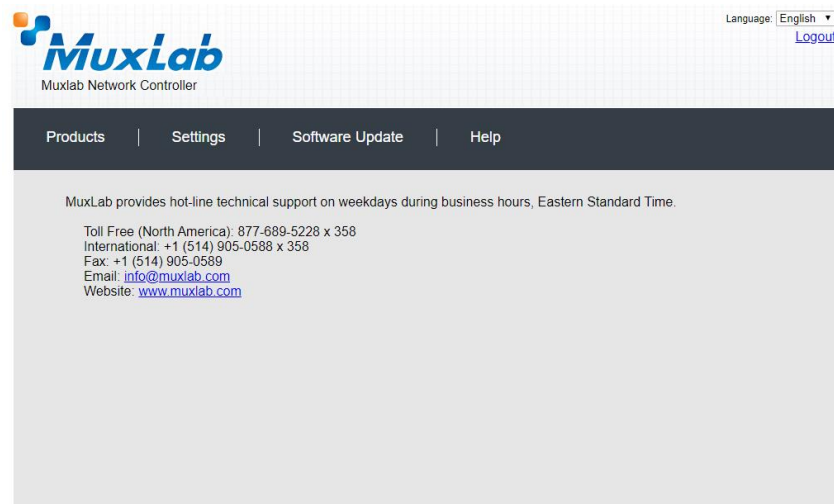 Language: English
Logout
MuxLab
Muxlab Network Controller
Products | Settings | Software Update | Help
MuxLab provides hot-line technical support on weekdays during business hours, Eastern Standard Time.
Toll Free (North America): 877-689-5228 x 358
International: +1 (514) 905-0588 x 358
Fax: +1 (514) 905-0589
Email: info@muxlab.com
Website: www.muxlab.com